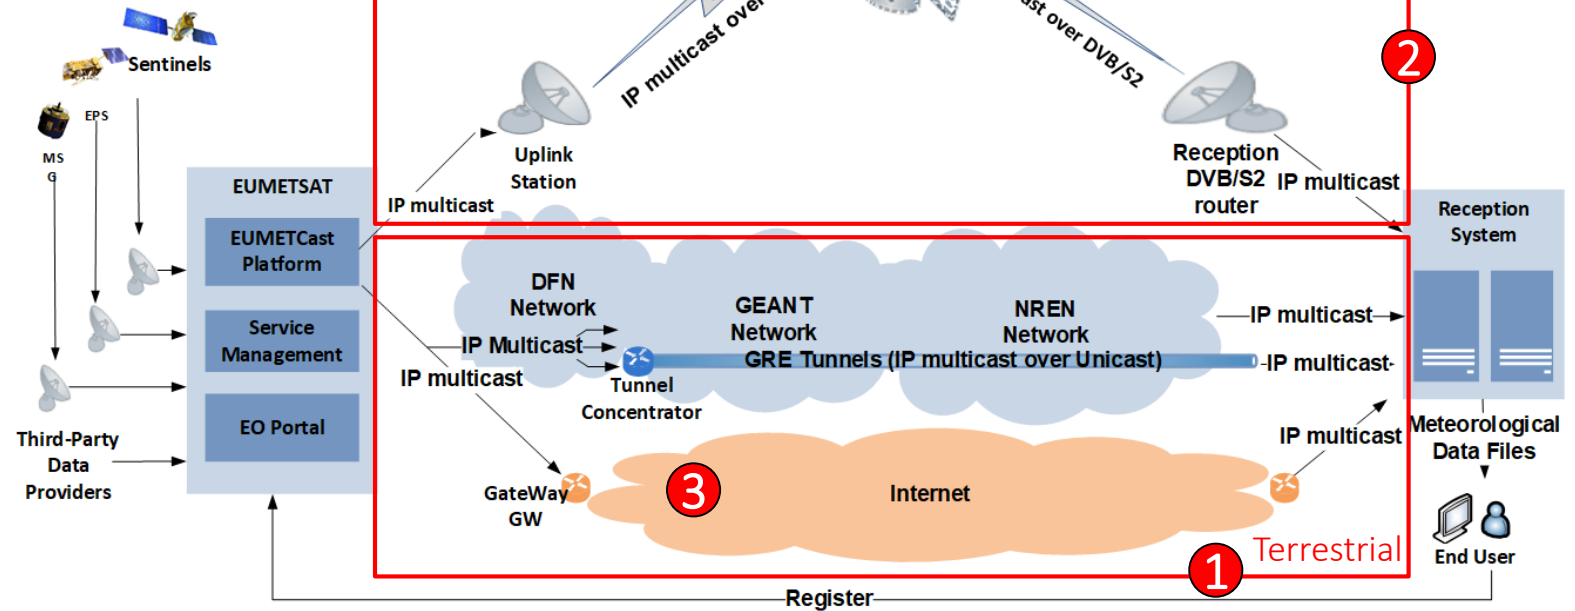 IP multicast over
ast over DVB/S2
2
Sentinels
EPS
MS
G
Uplink
Station
Reception
DVB/S2
router
IP multicast
EUMETSAT
IP multicast
Reception
System
EUMETCast
Platform
DFN
Network
GEANT
Network
NREN
Network
IP multicast
Service
Management
IP Multicast
GRE Tunnels (IP multicast over Unicast)
IP multicast
IP multicast
Tunnel
Concentrator
EO Portal
IP multicast
Meteorological
Data Files
Third-Party
Data
Providers
GateWay
GW
3
Internet
Terrestrial
1
End User
Register